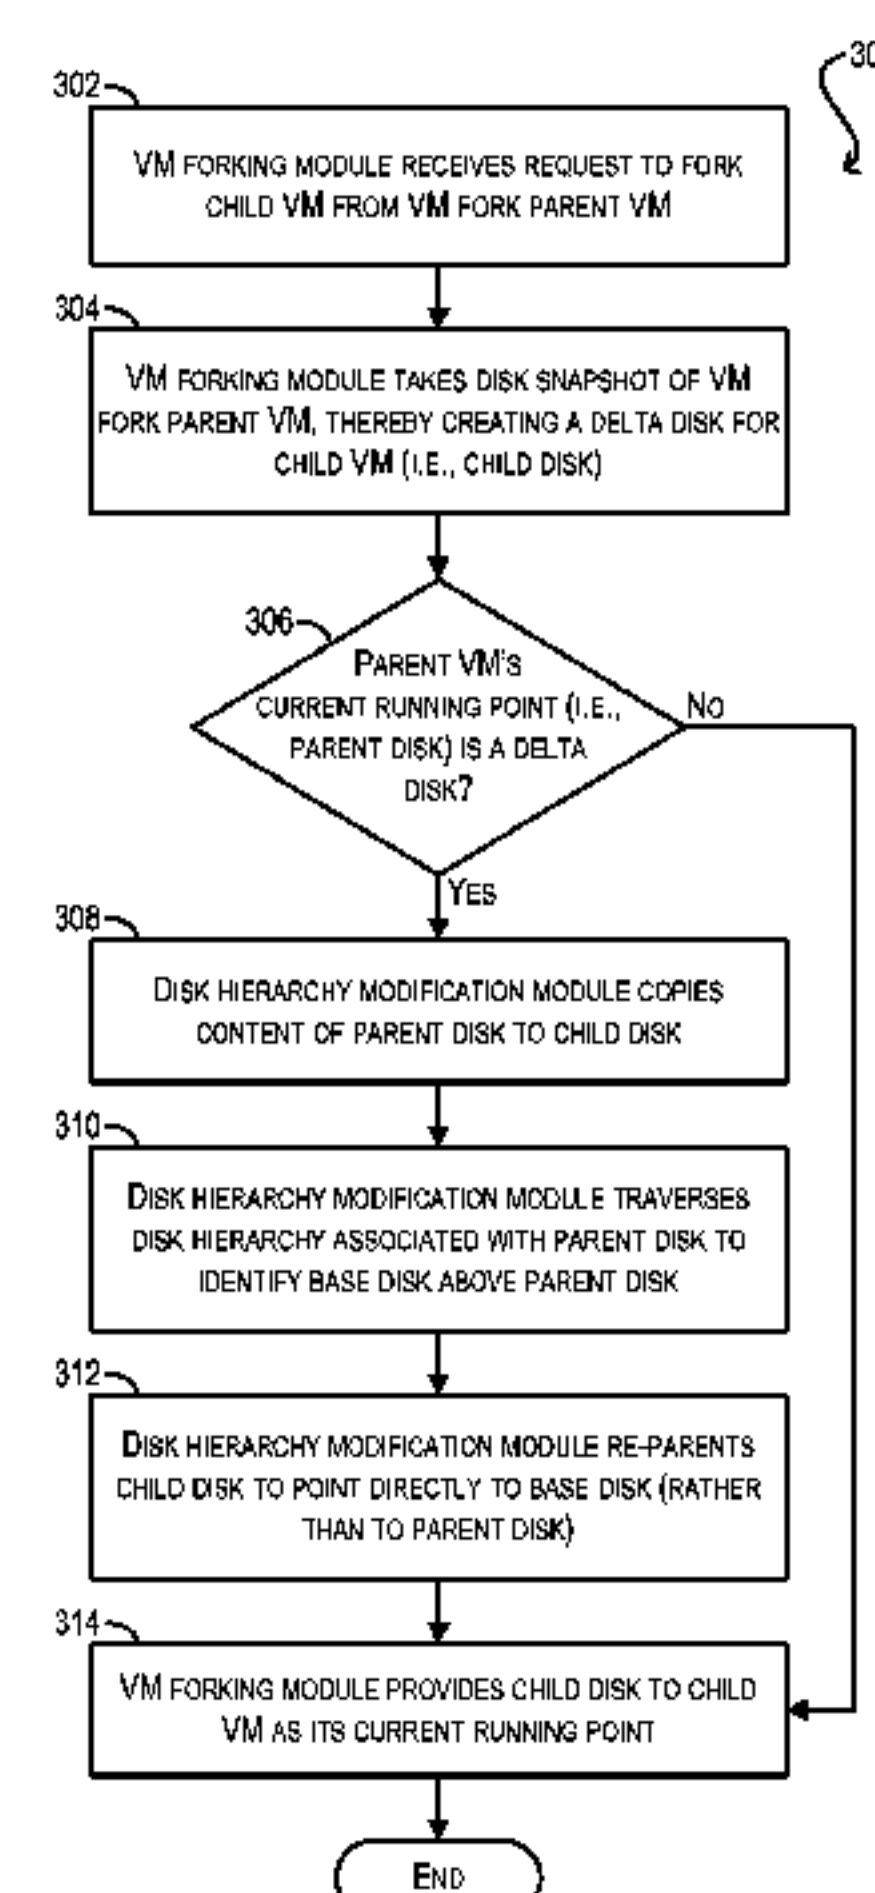 30
302
VM FORKING MODULE RECEIVES REQUEST TO FORK
CHILD VM FROM VM FORK PARENT VM
304
VM FORKING MODULE TAKES DISK SNAPSHOT OF VM
FORK PARENT VM, THEREBY CREATING A DELTA DISK FOR
CHILD VM (I.E., CHILD DISK)
306
PARENT VM'S
CURRENT RUNNING POINT (I.E.,
PARENT DISK) IS A DELTA
DISK?
NO
YES
308
DISK HIERARCHY MODIFICATION MODULE COPIES
CONTENT OF PARENT DISK TO CHILD DISK
310
DISK HIERARCHY MODIFICATION MODULE TRAVERSES
DISK HIERARCHY ASSOCIATED WITH PARENT DISK TO
IDENTIFY BASE DISK ABOVE PARENT DISK
312
DISK HIERARCHY MODIFICATION MODULE RE-PARENTS
CHILD DISK TO POINT DIRECTLY TO BASE DISK (RATHER
THAN TO PARENT DISK)
314
VM FORKING MODULE PROVIDES CHILD DISK TO CHILD
VM AS ITS CURRENT RUNNING POINT
END